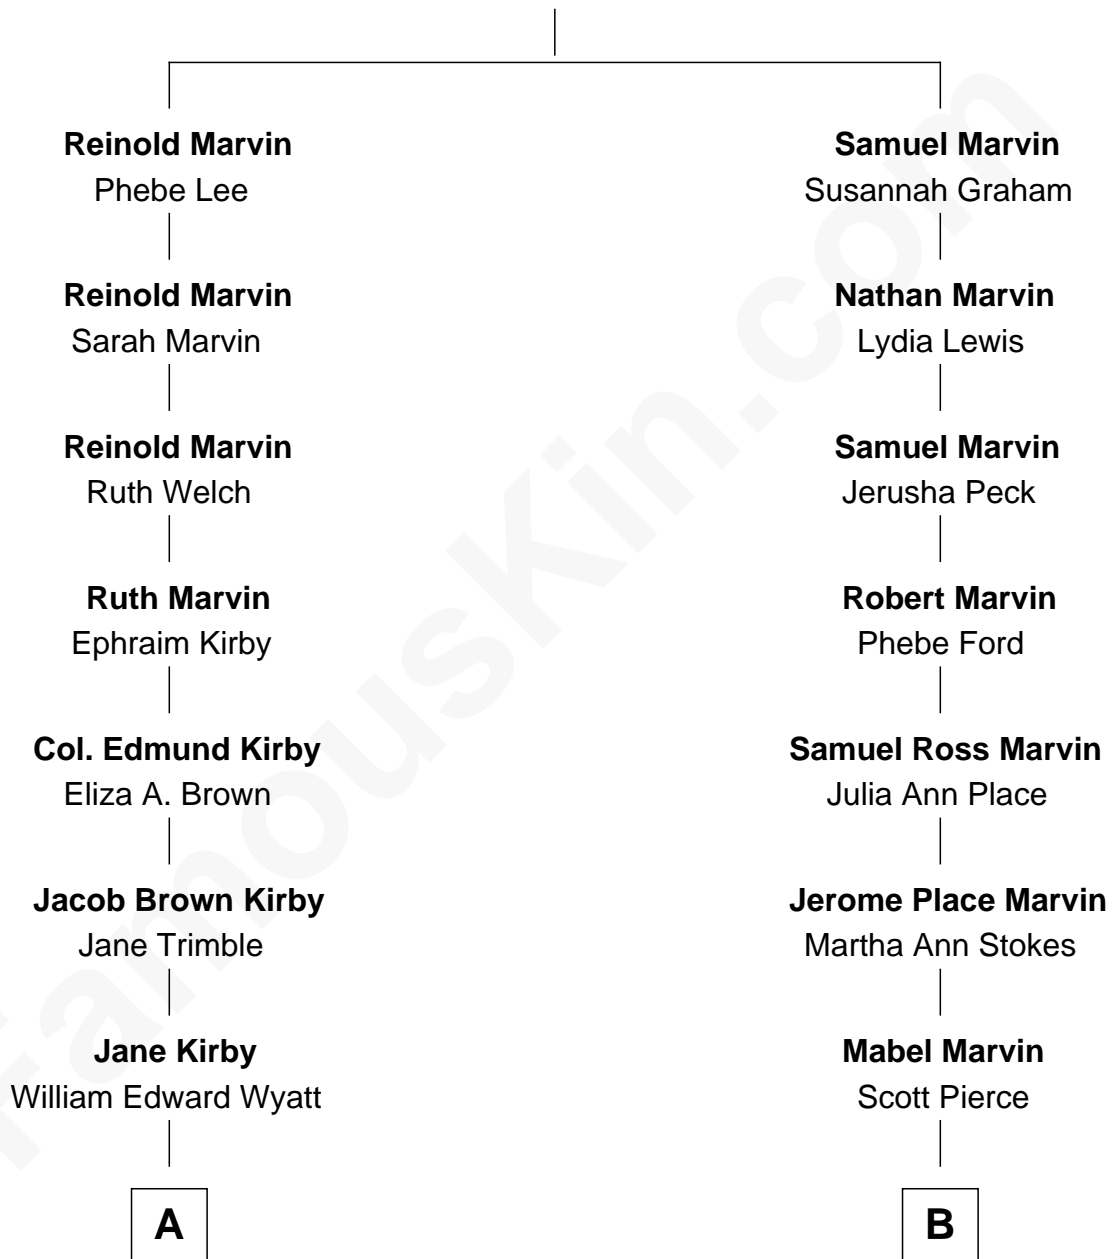 Reinold Marvin
Phebe Lee
Reinold Marvin
Sarah Marvin
Reinold Marvin
Ruth Welch
Ruth Marvin
Ephraim Kirby
Col. Edmund Kirby
Eliza A. Brown
Jacob Brown Kirby
Jane Trimble
Jane Kirby
William Edward Wyatt
A
Samuel Marvin
Susannah Graham
Nathan Marvin
Lydia Lewis
Samuel Marvin
Jerusha Peck
Robert Marvin
Phebe Ford
Samuel Ross Marvin
Julia Ann Place
Jerome Place Marvin
Martha Ann Stokes
Mabel Marvin
Scott Pierce
B
FamousKin.com